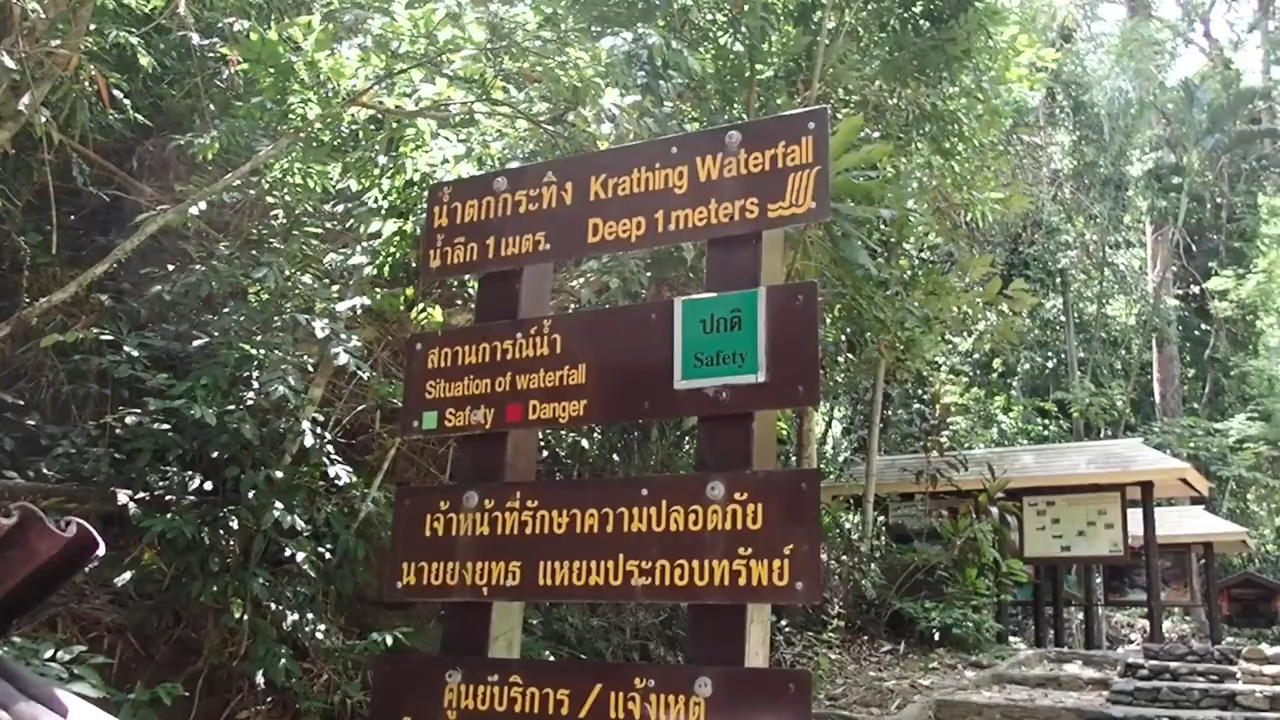 น้ำตกกระทิง Krathing Waterfall
น้ำลึก 1 เมตร Deep 1 meters
สถานการณ์น้ำ
Situation of waterfall
Safety Danger
ปกติ
Safety
เจ้าหน้าที่รักษาความปลอดภัย
นายยงยุทธ แหยมประกอบทรัพย์
ศูนย์บริการ / แจ้งเหตุ